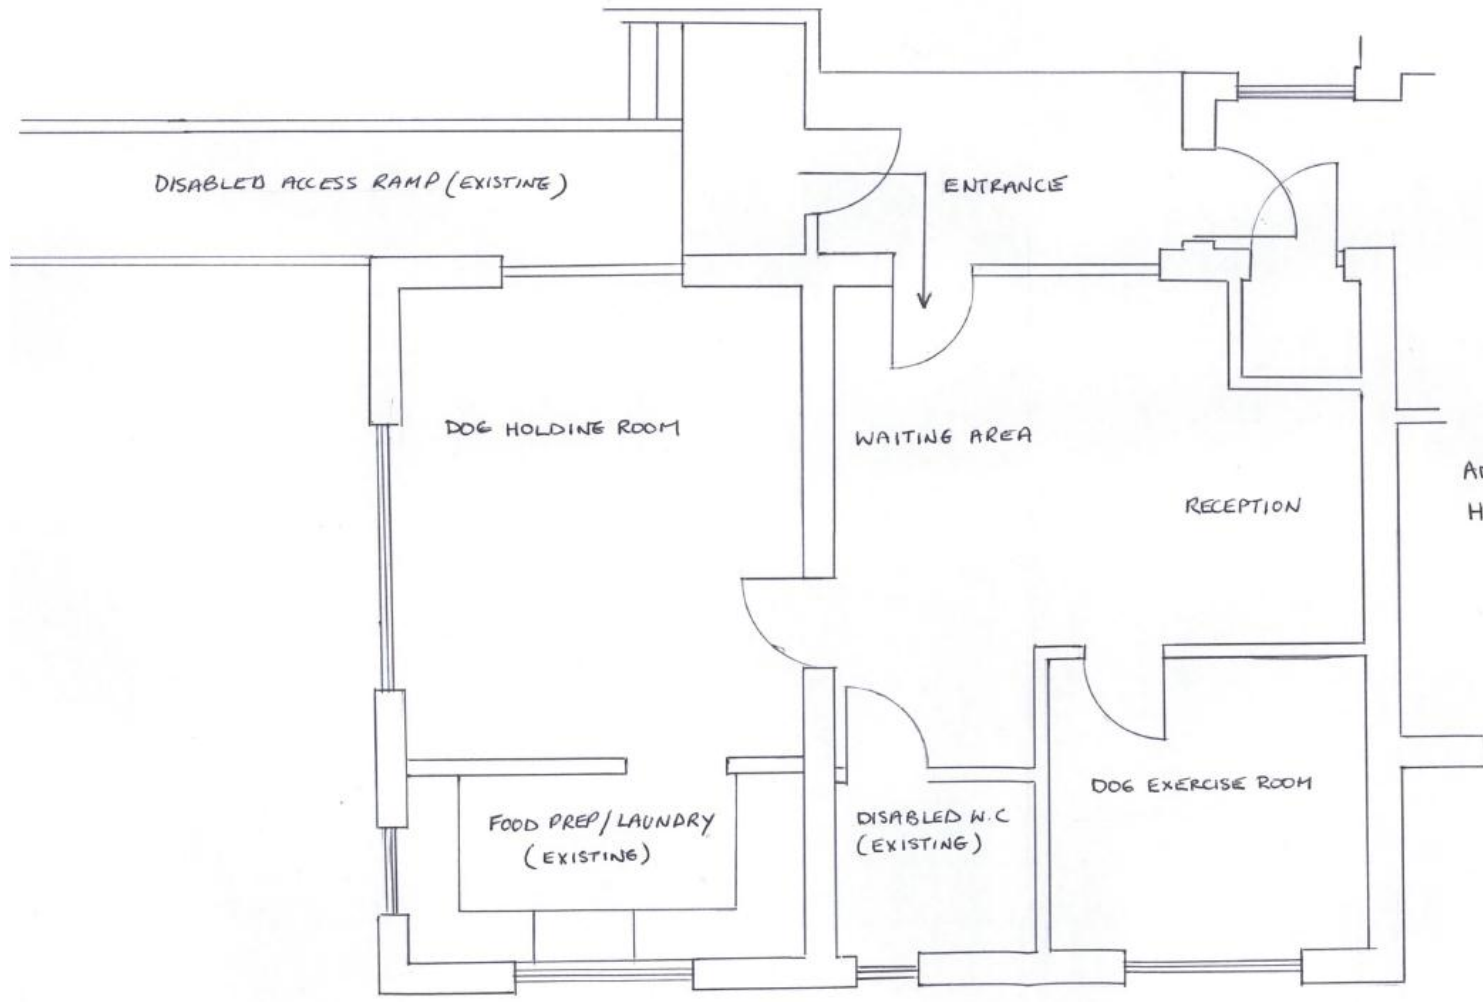 DISABLED ACCESS RAMP (EXISTING)
ENTRANCE
DOG HOLDING ROOM
WAITING AREA
RECEPTION
DOG EXERCISE ROOM
FOOD PREP/LAUNDRY
(EXISTING)
DISABLED W.C
(EXISTING)